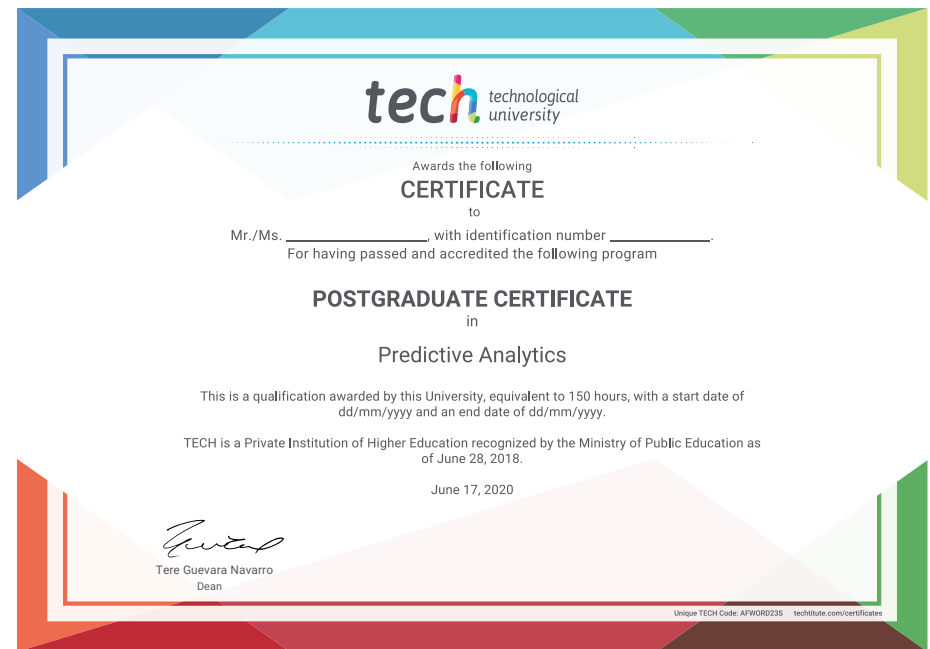 tech technological
university
Awards the following
CERTIFICATE
to
Mr./Ms. ____________________, with identification number ______________.
For having passed and accredited the following program
POSTGRADUATE CERTIFICATE
in
Predictive Analytics
This is a qualification awarded by this University, equivalent to 150 hours, with a start date of
dd/mm/yyyy and an end date of dd/mm/yyyy.
TECH is a Private Institution of Higher Education recognized by the Ministry of Public Education as
of June 28, 2018.
June 17, 2020
Tere Guevara Navarro
Dean
Unique TECH Code: AFWORD23S techtitute.com/certificates